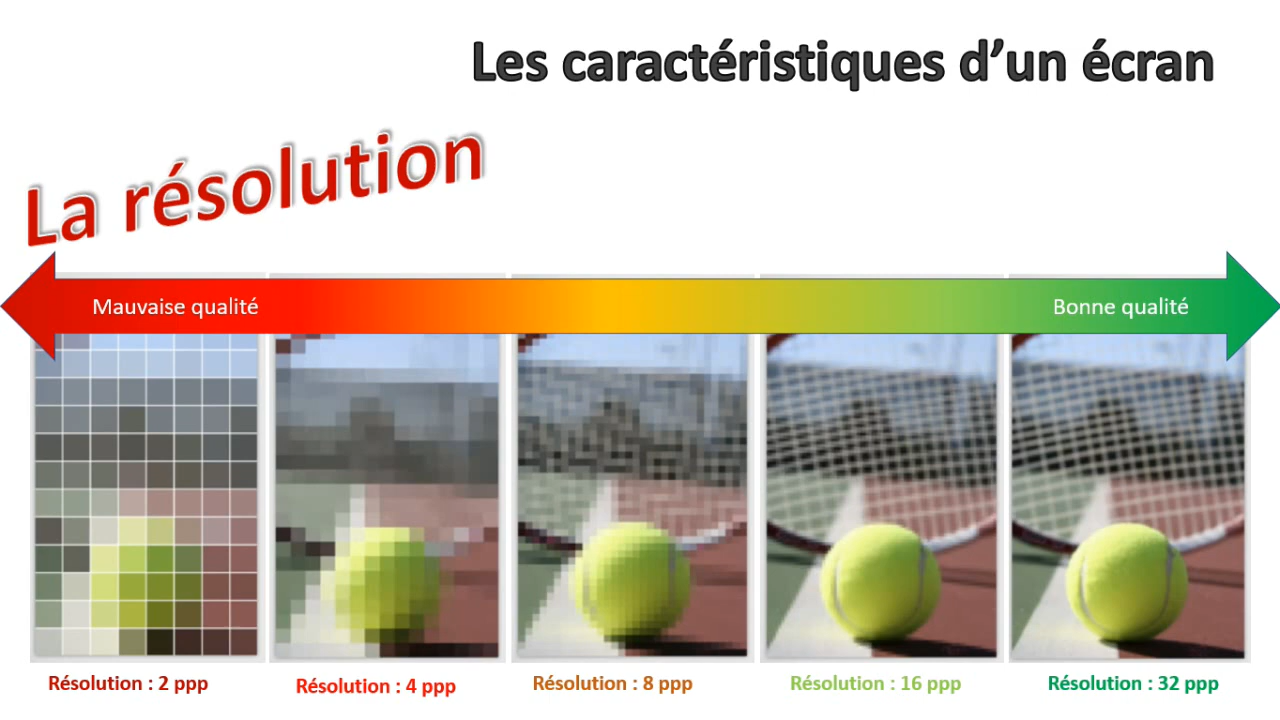 Les caractéristiques d’un écran
La résolution
Mauvaise qualité
Bonne qualité
Résolution : 2 ppp
Résolution : 4 ppp
Résolution : 8 ppp
Résolution : 16 ppp
Résolution : 32 ppp